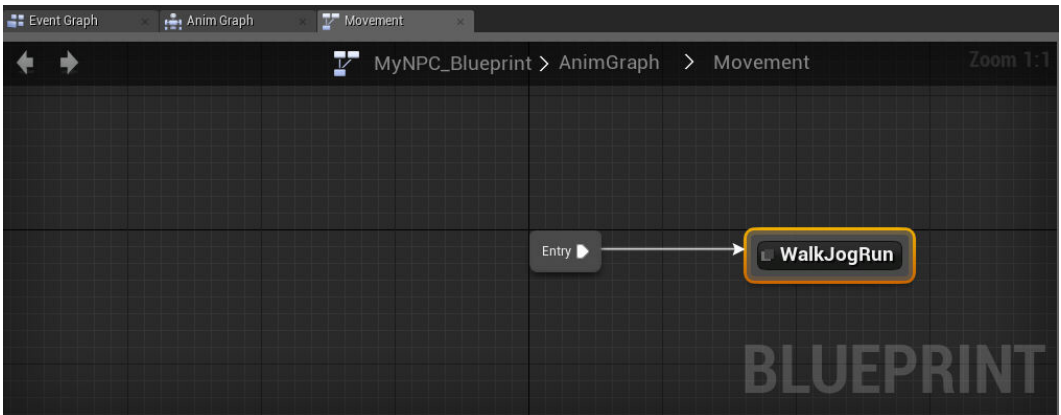 Event Graph Anim Graph Movement
MyNPC_Blueprint > AnimGraph > Movement Zoom 1:1
Entry WalkJogRun
BLUEPRINT